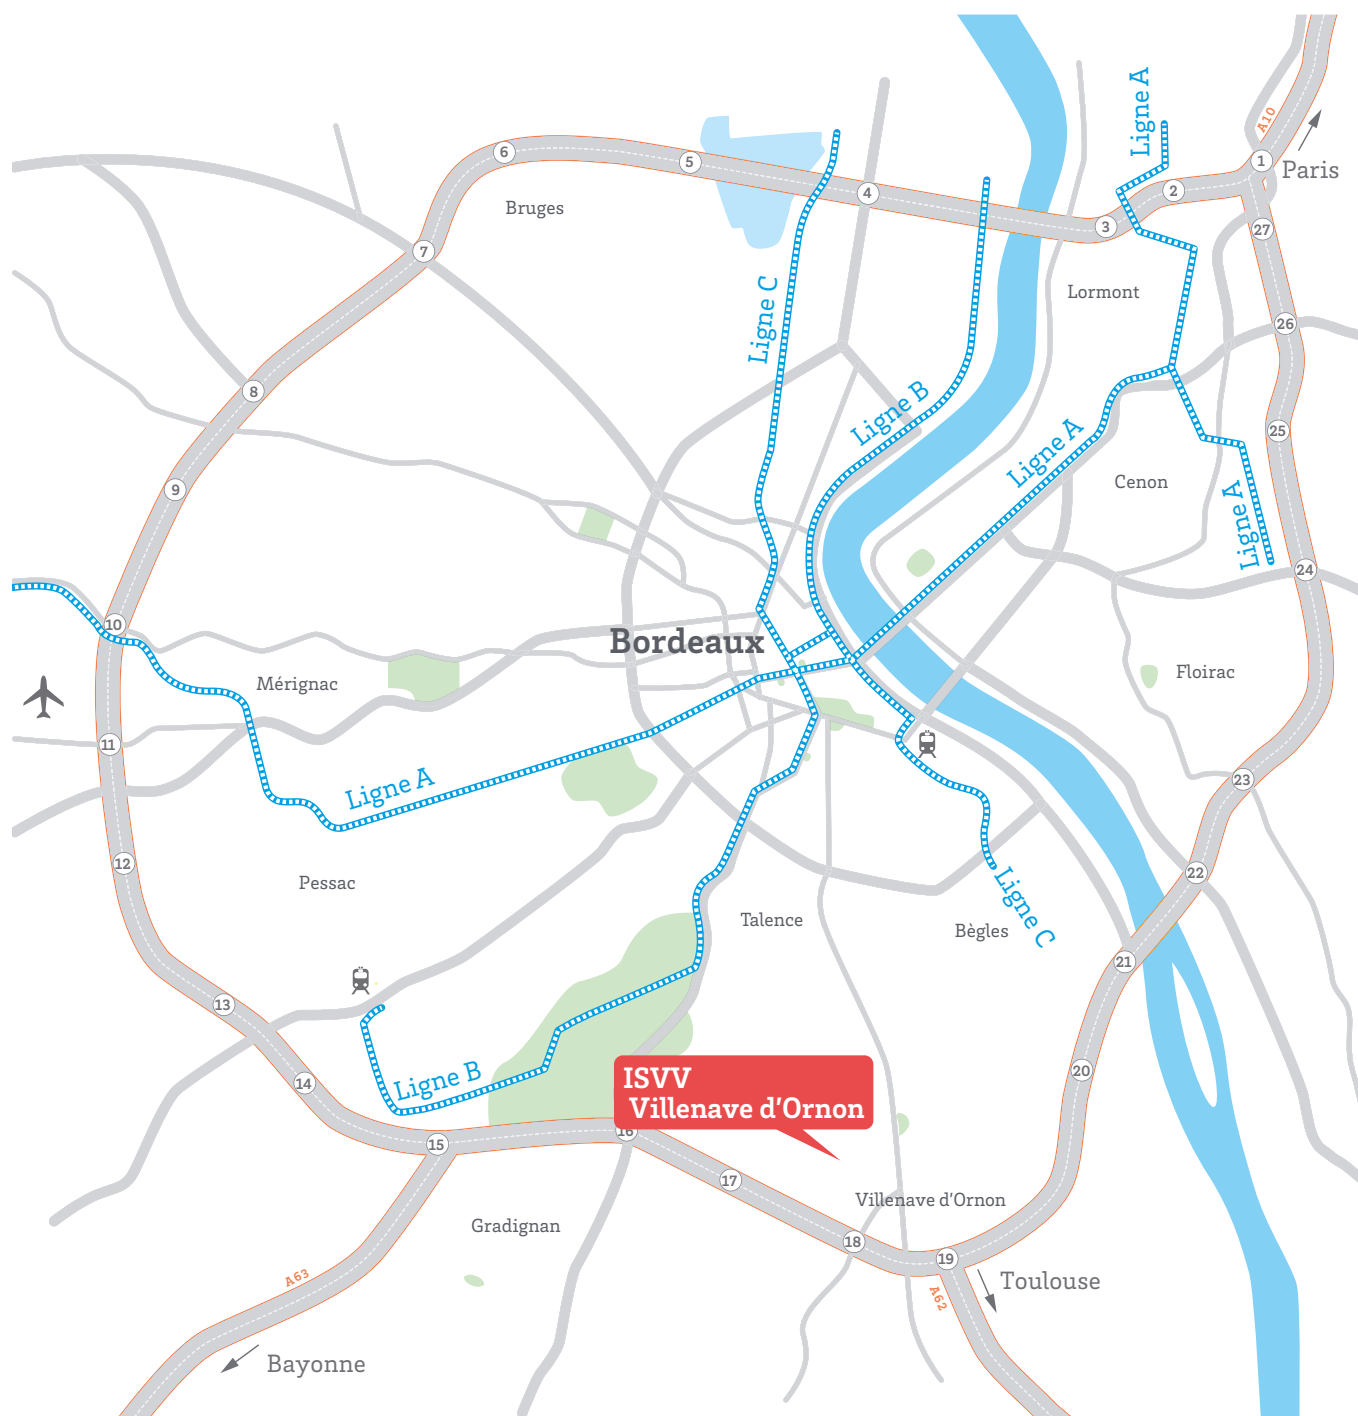 Ligne A
A10
1
Paris
2
3
27
6
5
4
Bruges
7
Lormont
Ligne C
26
8
Ligne B
Ligne A
25
9
Cenon
Ligne A
24
10
Bordeaux
Mérignac
Floirac
11
Ligne A
23
12
22
Pessac
Talence
Bègles
Ligne C
21
13
14
Ligne B
20
ISVV
Villenave d'Ornon
15
16
17
Villenave d'Ornon
Gradignan
18
19
A63
A62
Toulouse
Bayonne